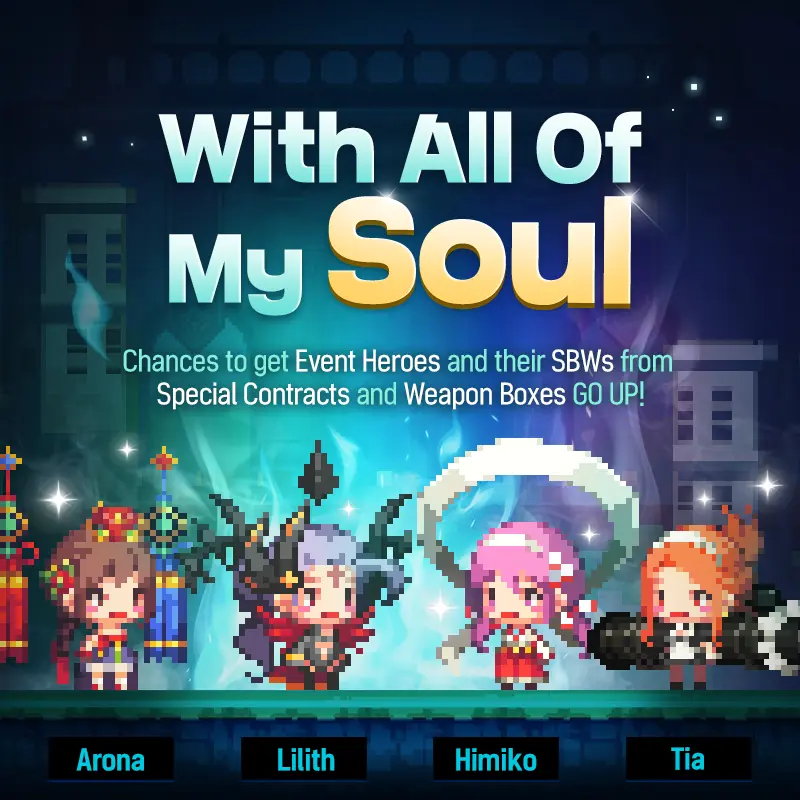 With All Of
My Soul
Chances to get Event Heroes and their SBWs from
Special Contracts and Weapon Boxes GO UP!
Arona
Lilith
Himiko
Tia